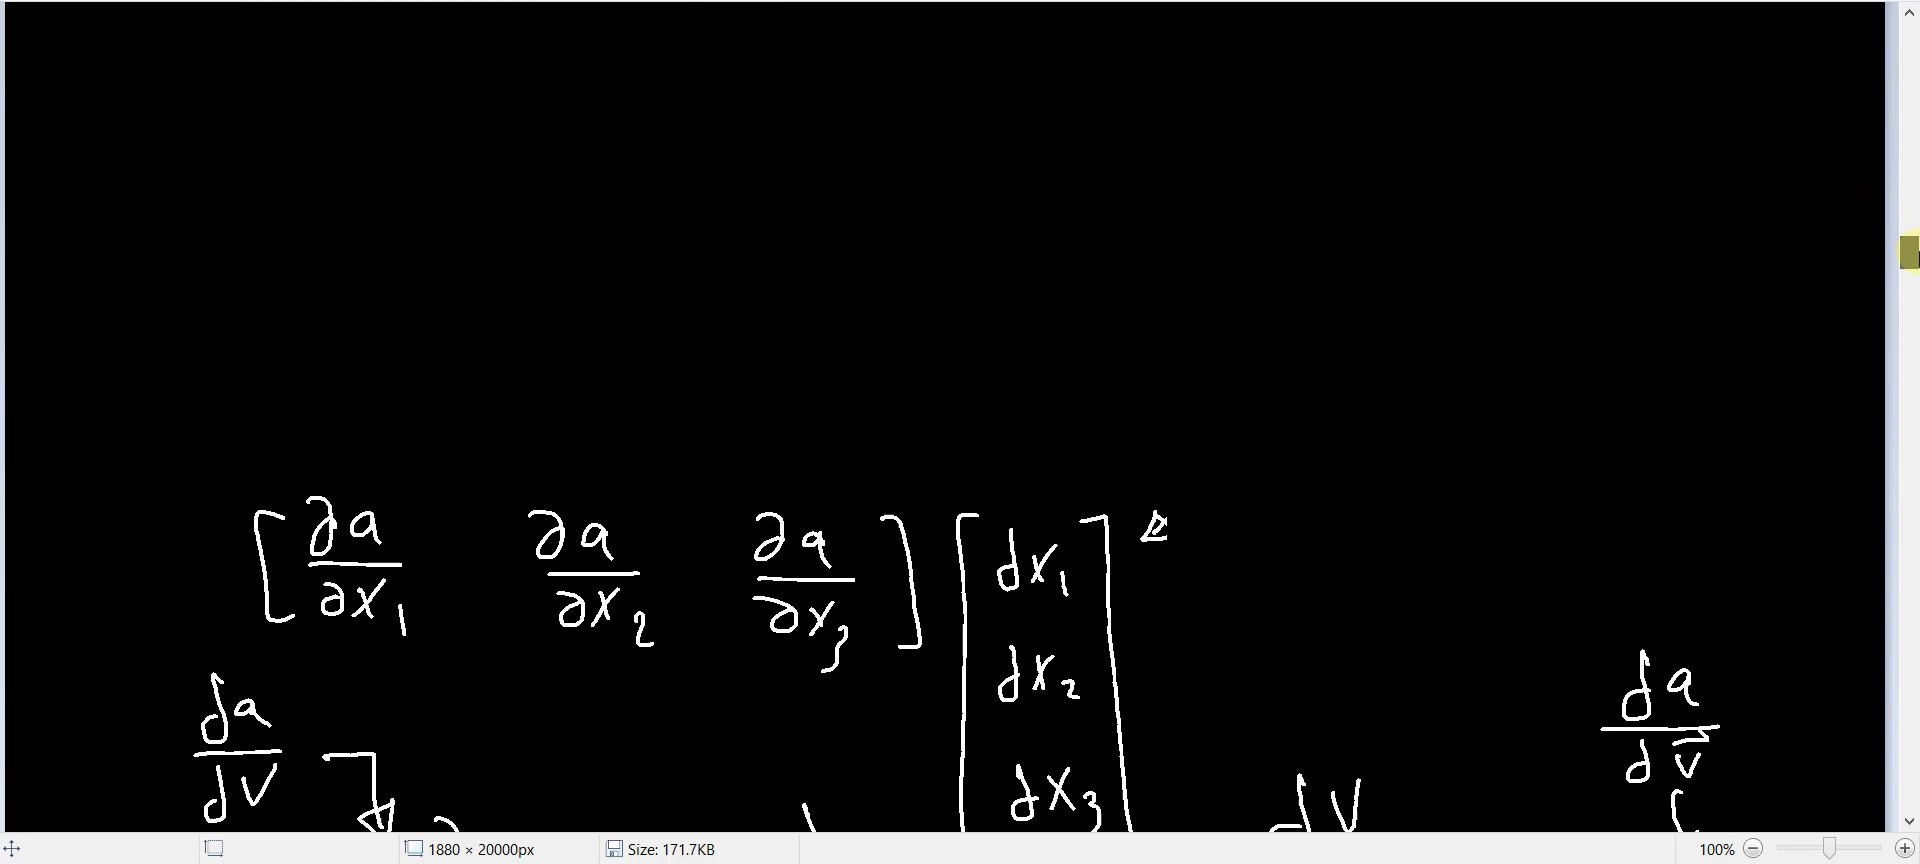 [∂a/∂x₁ ∂a/∂x₂ ∂a/∂x₃] [dx₁
dx₂
dx₃]
da/dV
dV
da/dv⃗
1880 × 20000px Size: 171.7KB 100%